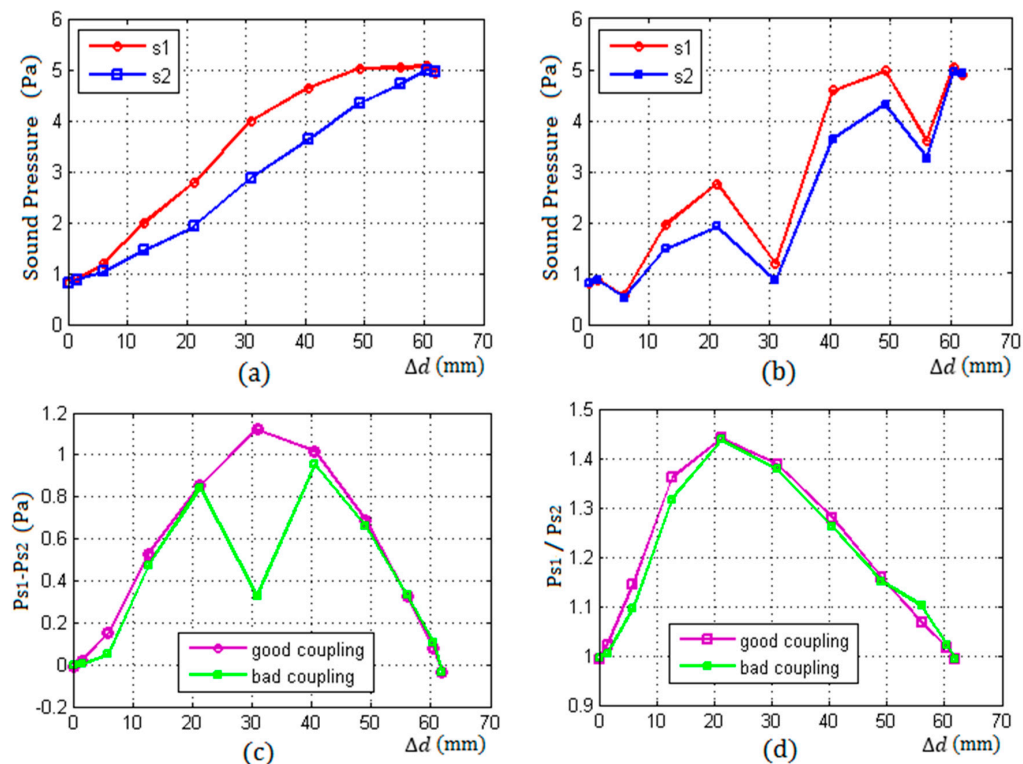 s1
s2
Sound Pressure (Pa)
6
5
4
3
2
1
0
0 10 20 30 40 50 60 70
(a)
Δd (mm)
s1
s2
Sound Pressure (Pa)
6
5
4
3
2
1
0
0 10 20 30 40 50 60 70
(b)
Δd (mm)
PS1-PS2 (Pa)
1.2
1
0.8
0.6
0.4
0.2
0
-0.2
good coupling
bad coupling
0 10 20 30 40 50 60 70
(c)
Δd (mm)
PS1 / PS2
1.5
1.4
1.3
1.2
1.1
1
0.9
good coupling
bad coupling
0 10 20 30 40 50 60 70
(d)
Δd (mm)